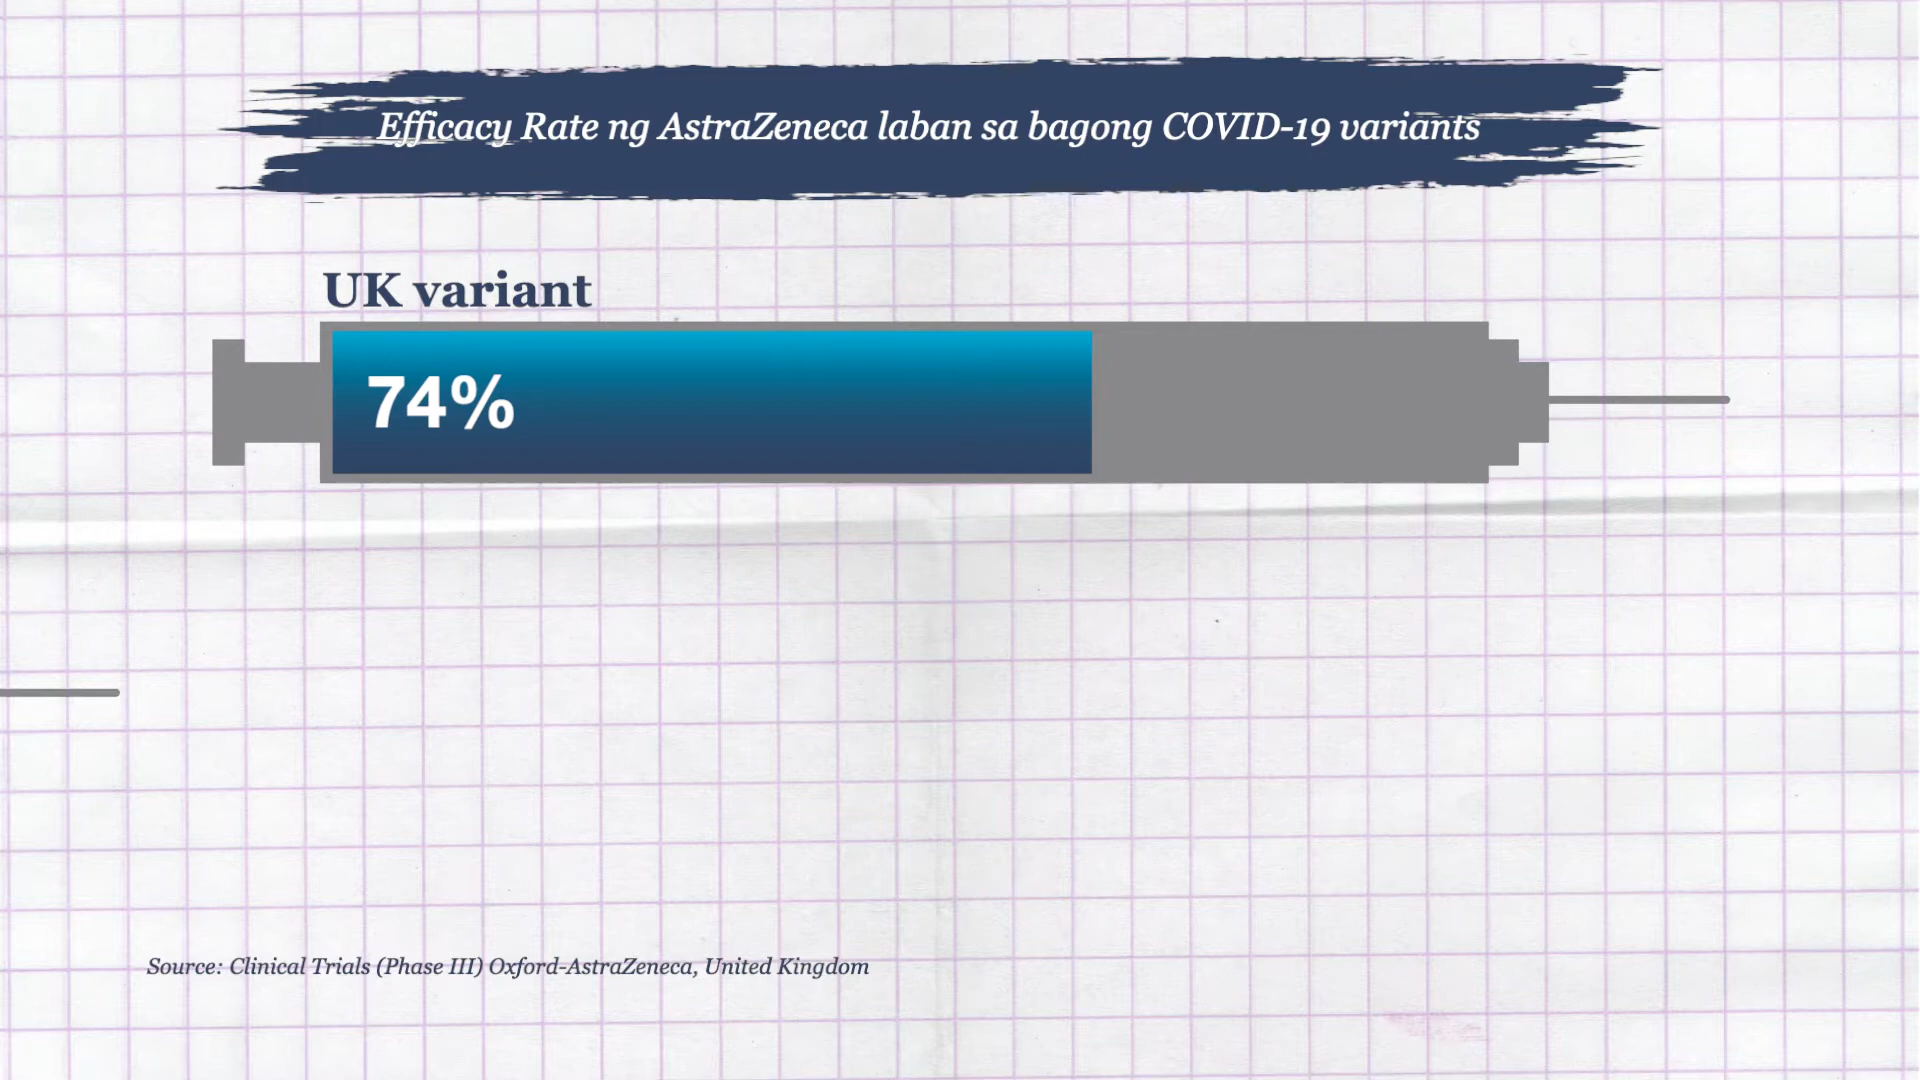 Efficacy Rate ng AstraZeneca laban sa bagong COVID-19 variants
UK variant
74%
Source: Clinical Trials (Phase III) Oxford-AstraZeneca, United Kingdom